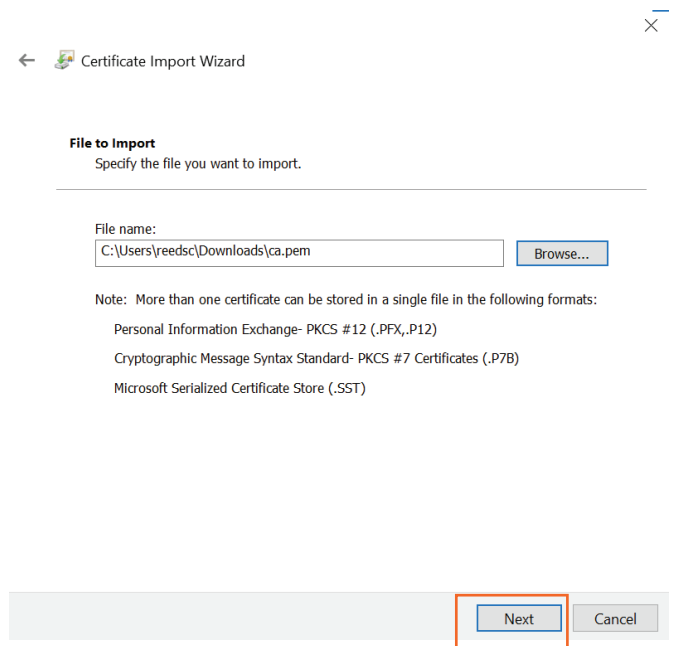 Certificate Import Wizard
File to Import
Specify the file you want to import.
File name:
C:\Users\reedsc\Downloads\ca.pem
Browse...
Note: More than one certificate can be stored in a single file in the following formats:
Personal Information Exchange- PKCS #12 (.PFX,.P12)
Cryptographic Message Syntax Standard- PKCS #7 Certificates (.P7B)
Microsoft Serialized Certificate Store (.SST)
Next
Cancel